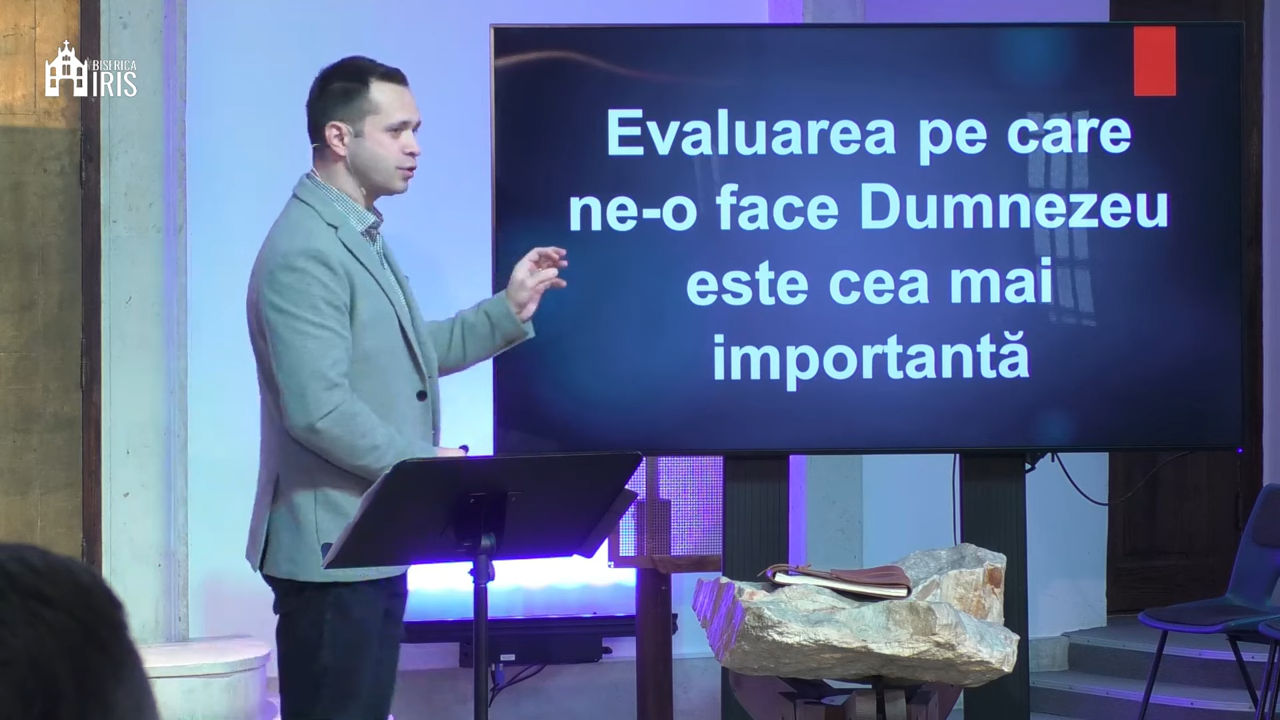 BISERICA
IRIS
Evaluarea pe care
ne-o face Dumnezeu
este cea mai
importantă